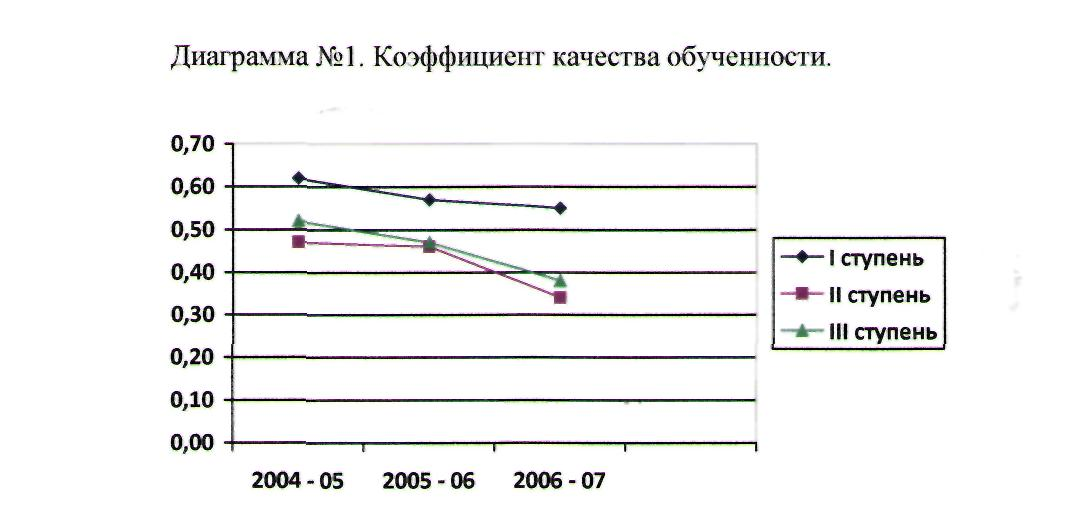 Диаграмма №1. Коэффициент качества обученности.
0,70
0,60
0,50
0,40
0,30
0,20
0,10
0,00
2004 - 05 2005 - 06 2006 - 07
I ступень
II ступень
III ступень